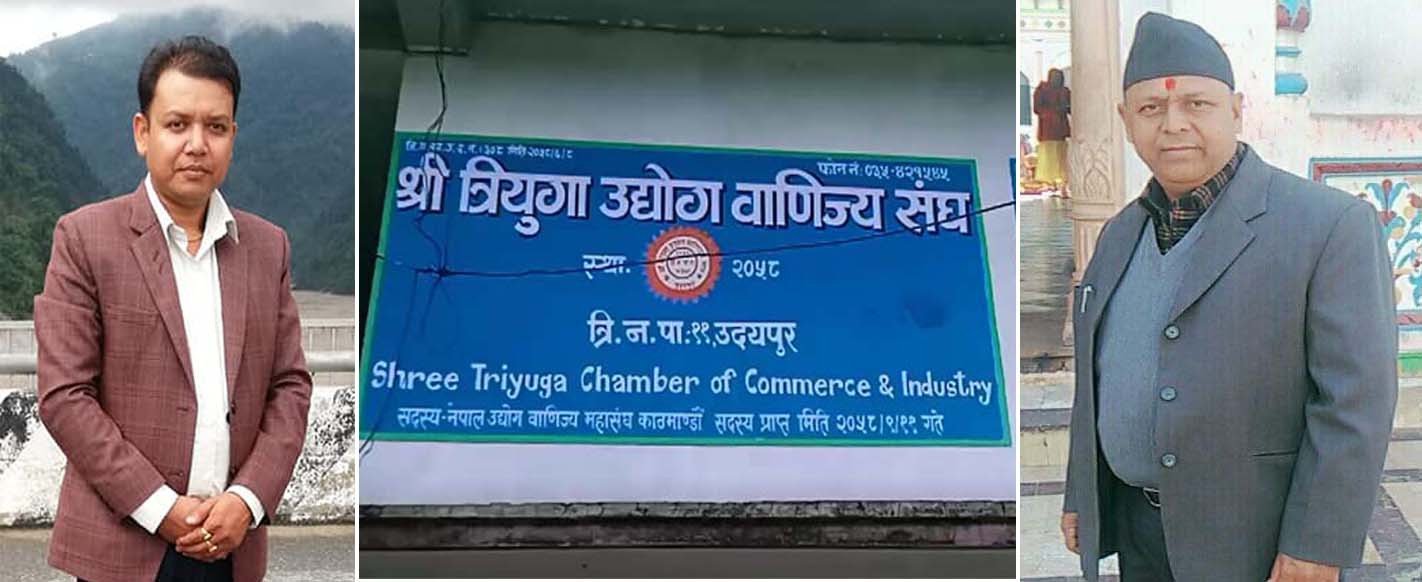 फोन नं: ०३५-४२१५४५
श्री त्रियुगा उद्योग वाणिज्य संघ
स्था. २०५८
त्रि.न.पा:११,उदयपुर
Shree Triyuga Chamber of Commerce & Industry
सदस्य-नेपाल उद्योग वाणिज्य महासंघ काठमाण्डौं सदस्य प्राप्त मिति २०५८/९/१९ गते